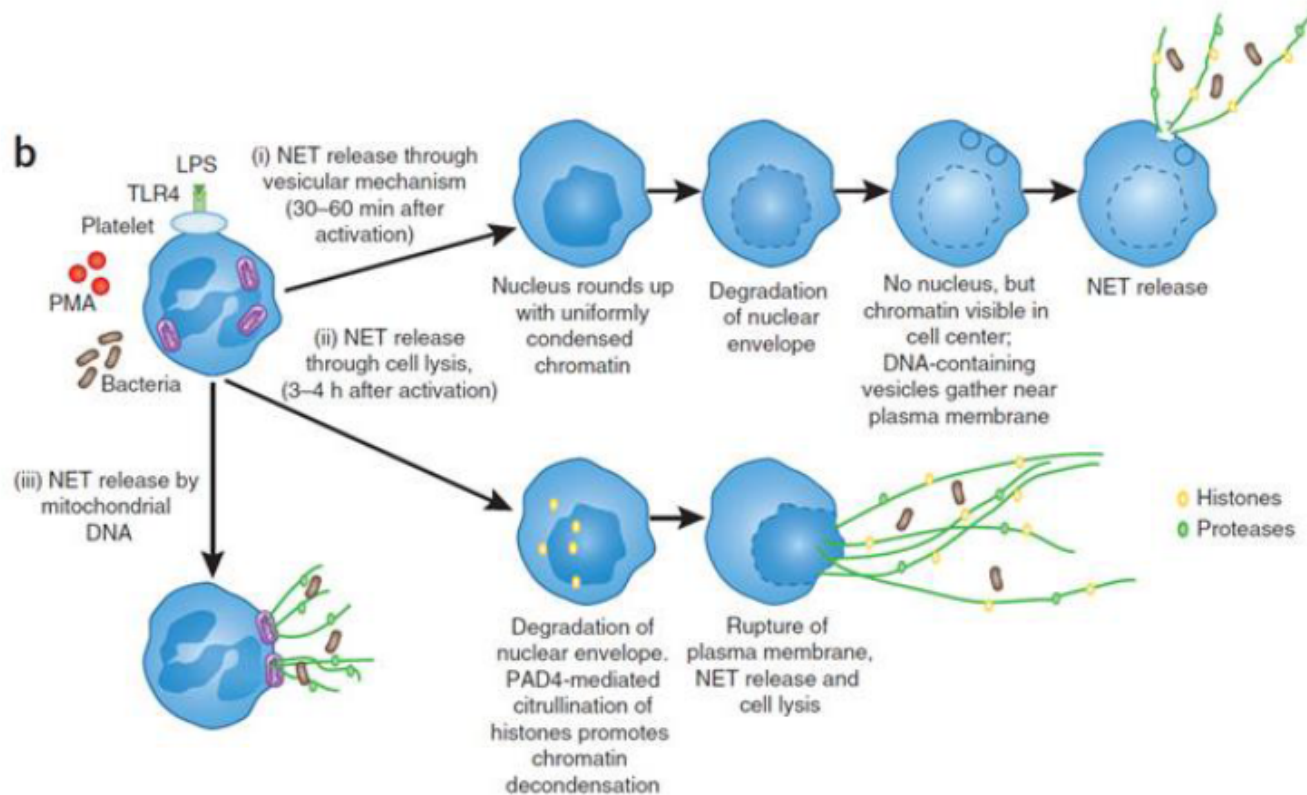 b
LPS
TLR4
Platelet
PMA
Bacteria
(i) NET release through
vesicular mechanism
(30–60 min after
activation)
Nucleus rounds up
with uniformly
condensed
chromatin
Degradation
of nuclear
envelope
No nucleus, but
chromatin visible in
cell center;
DNA-containing
vesicles gather near
plasma membrane
NET release
(ii) NET release
through cell lysis,
(3–4 h after activation)
Degradation of
nuclear envelope.
PAD4-mediated
citrullination of
histones promotes
chromatin
decondensation
Rupture of
plasma membrane,
NET release and
cell lysis
(iii) NET release by
mitochondrial
DNA
Histones
Proteases